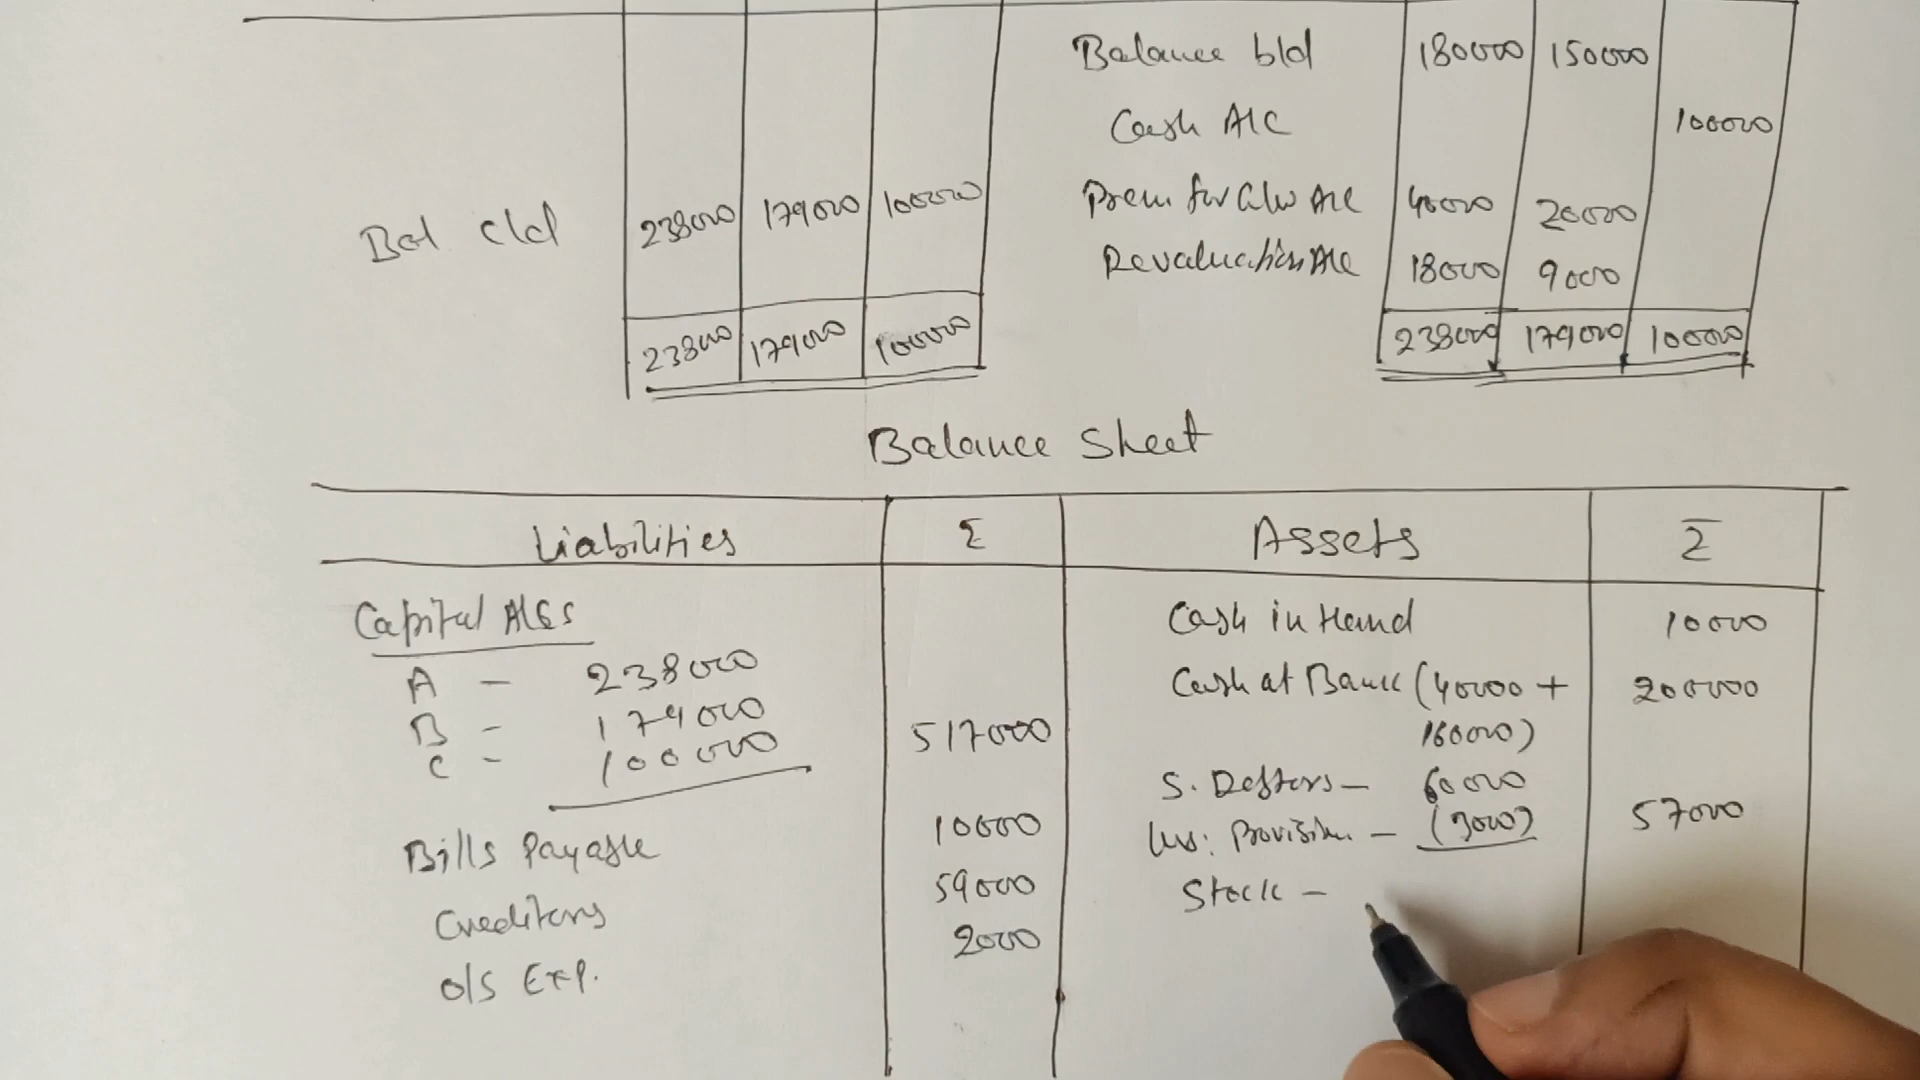 Balance b/d 180000 150000
Cash A/C 100000
Prem for G/w A/c 40000 20000
Bal c/d 238000 179000 100000
Revaluation A/c 18000 9000
238000 179000 100000 238000 179000 100000
Balance Sheet
Liabilities ₹ Assets ₹
Capital A/Cs Cash in Hand 10000
A - 238000 Cash at Bank (40000 + 200000
B - 179000 517000 160000)
C - 100000 S. Debtors - 60000
Bills Payable 10000 Less: Provision - (3000) 57000
Creditors 59000 Stock -
O/S Exp. 2000